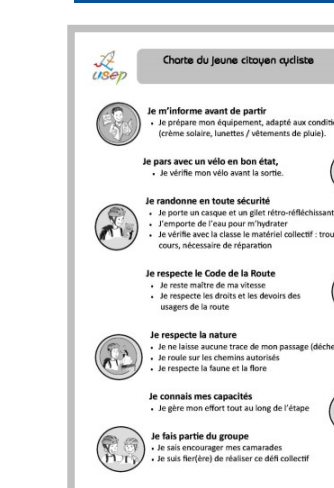 usep
Charte du jeune citoyen cycliste
Je m'informe avant de partir
• Je prépare mon équipement, adapté aux
(crème solaire, lunettes / vêtements de pluie).
Je pars avec un vélo en bon état,
• Je vérifie mon vélo avant la sortie.
Je randonne en toute sécurité
• Je porte un casque et un gilet rétro-réfléchissant
• J'emporte de l'eau pour m'hydrater
• Je vérifie avec la classe le matériel collectif :
cours, nécessaire de réparation
Je respecte le Code de la Route
• Je reste maître de ma vitesse
• Je respecte les droits et les devoirs des
usagers de la route
Je respecte la nature
• Je ne laisse aucune trace de mon passage
• Je roule sur les chemins autorisés
• Je respecte la faune et la flore
Je connais mes capacités
• Je gère mon effort tout au long de l'étape
Je fais partie du groupe
• Je sais encourager mes camarades
• Je suis fier(ère) de réaliser ce défi collectif